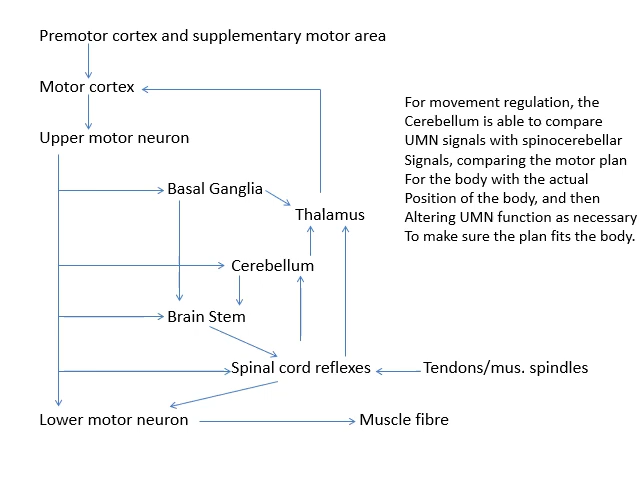 Premotor cortex and supplementary motor area
Motor cortex
Upper motor neuron
Basal Ganglia
Thalamus
Cerebellum
Brain Stem
Spinal cord reflexes
Tendons/mus. spindles
Lower motor neuron
Muscle fibre
For movement regulation, the
Cerebellum is able to compare
UMN signals with spinocerebellar
Signals, comparing the motor plan
For the body with the actual
Position of the body, and then
Altering UMN function as necessary
To make sure the plan fits the body.